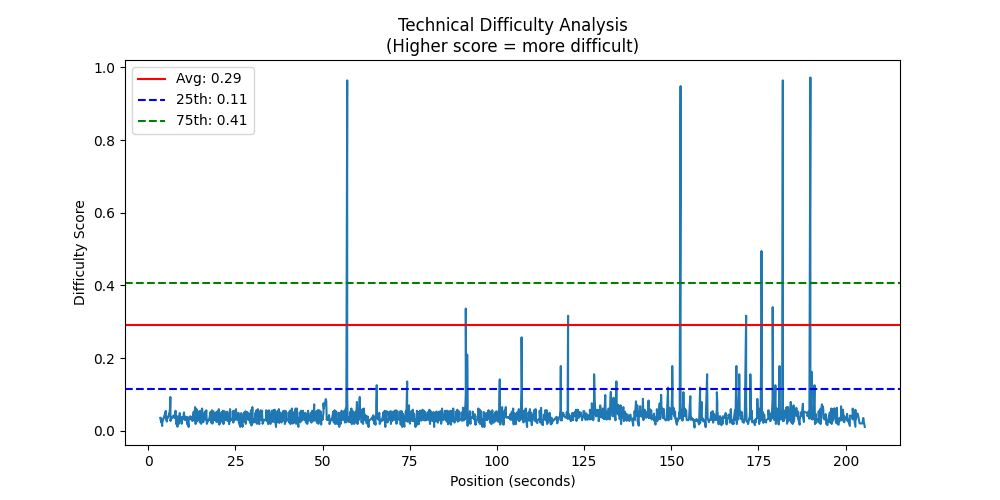 Technical Difficulty Analysis
(Higher score = more difficult)
Avg: 0.29
25th: 0.11
75th: 0.41
Difficulty Score
1.0
0.8
0.6
0.4
0.2
0.0
0 25 50 75 100 125 150 175 200
Position (seconds)